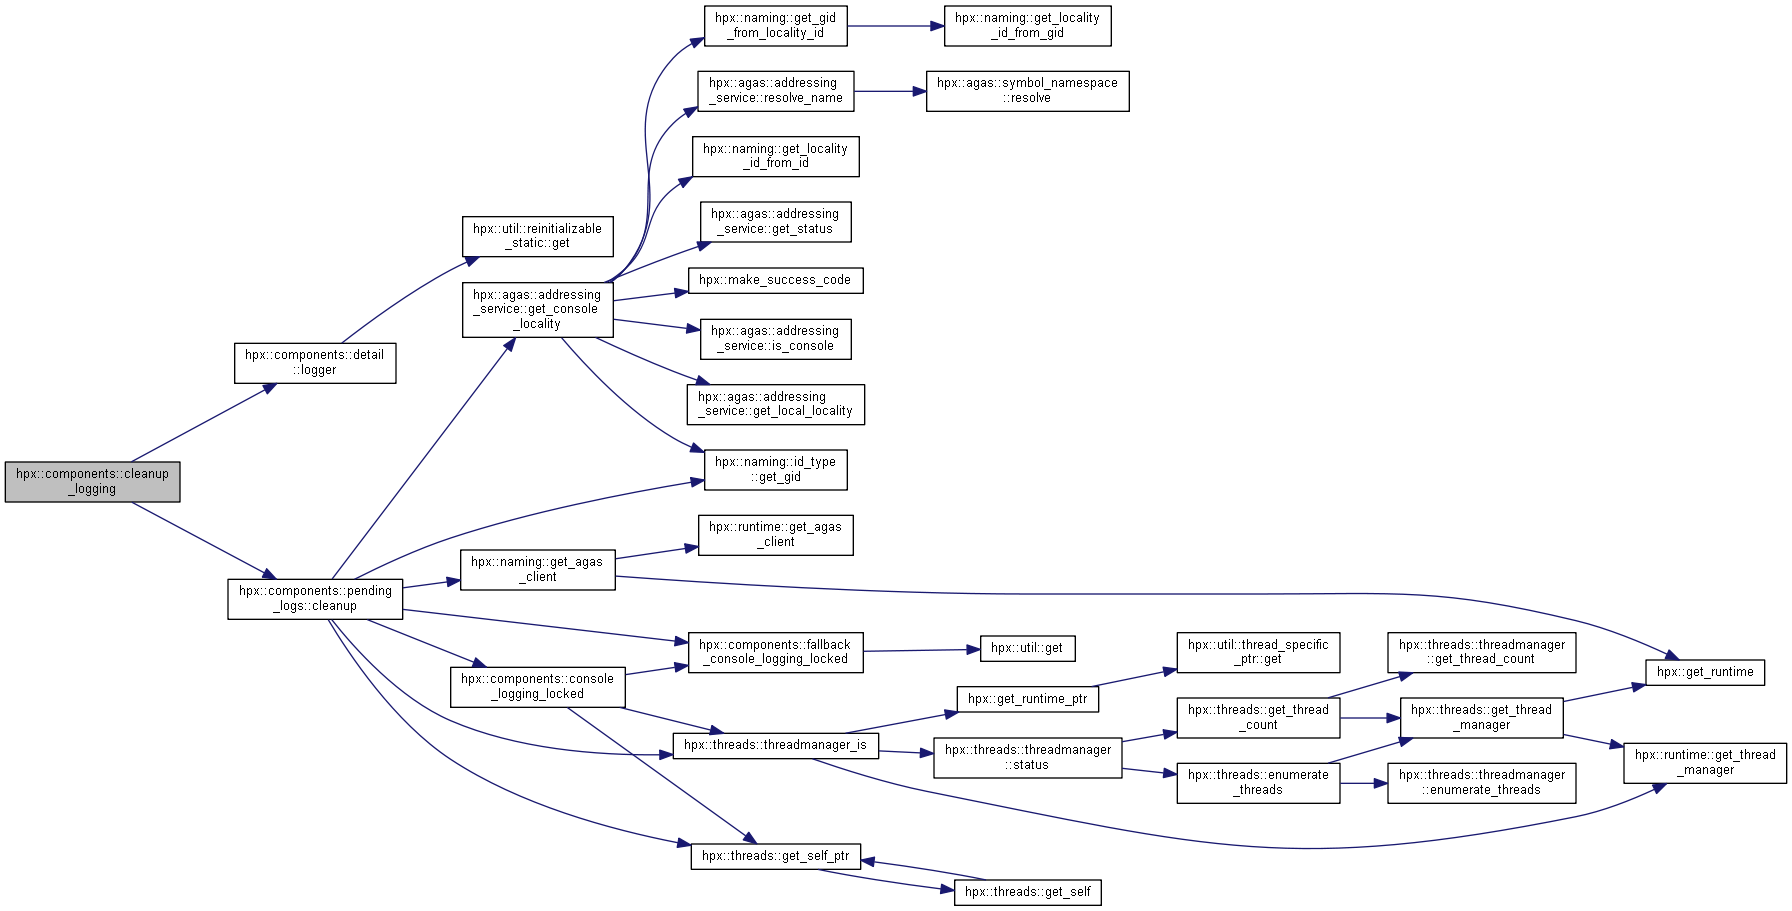 hpx::naming::get_gid
_from_locality_id
hpx::naming::get_locality
_id_from_gid
hpx::agas::addressing
_service::resolve_name
hpx::agas::symbol_namespace
::resolve
hpx::naming::get_locality
_id_from_id
hpx::agas::addressing
_service::get_status
hpx::util::reinitializable
_static::get
hpx::make_success_code
hpx::agas::addressing
_service::get_console
_locality
hpx::agas::addressing
_service::is_console
hpx::components::detail
::logger
hpx::agas::addressing
_service::get_local_locality
hpx::components::cleanup
_logging
hpx::naming::id_type
::get_gid
hpx::runtime::get_agas
_client
hpx::naming::get_agas
_client
hpx::components::pending
_logs::cleanup
hpx::components::fallback
_console_logging_locked
hpx::util::get
hpx::util::thread_specific
_ptr::get
hpx::threads::threadmanager
::get_thread_count
hpx::get_runtime
hpx::components::console
_logging_locked
hpx::get_runtime_ptr
hpx::threads::get_thread
_count
hpx::threads::get_thread
_manager
hpx::threads::threadmanager_is
hpx::threads::threadmanager
::status
hpx::threads::enumerate
_threads
hpx::threads::threadmanager
::enumerate_threads
hpx::runtime::get_thread
_manager
hpx::threads::get_self_ptr
hpx::threads::get_self